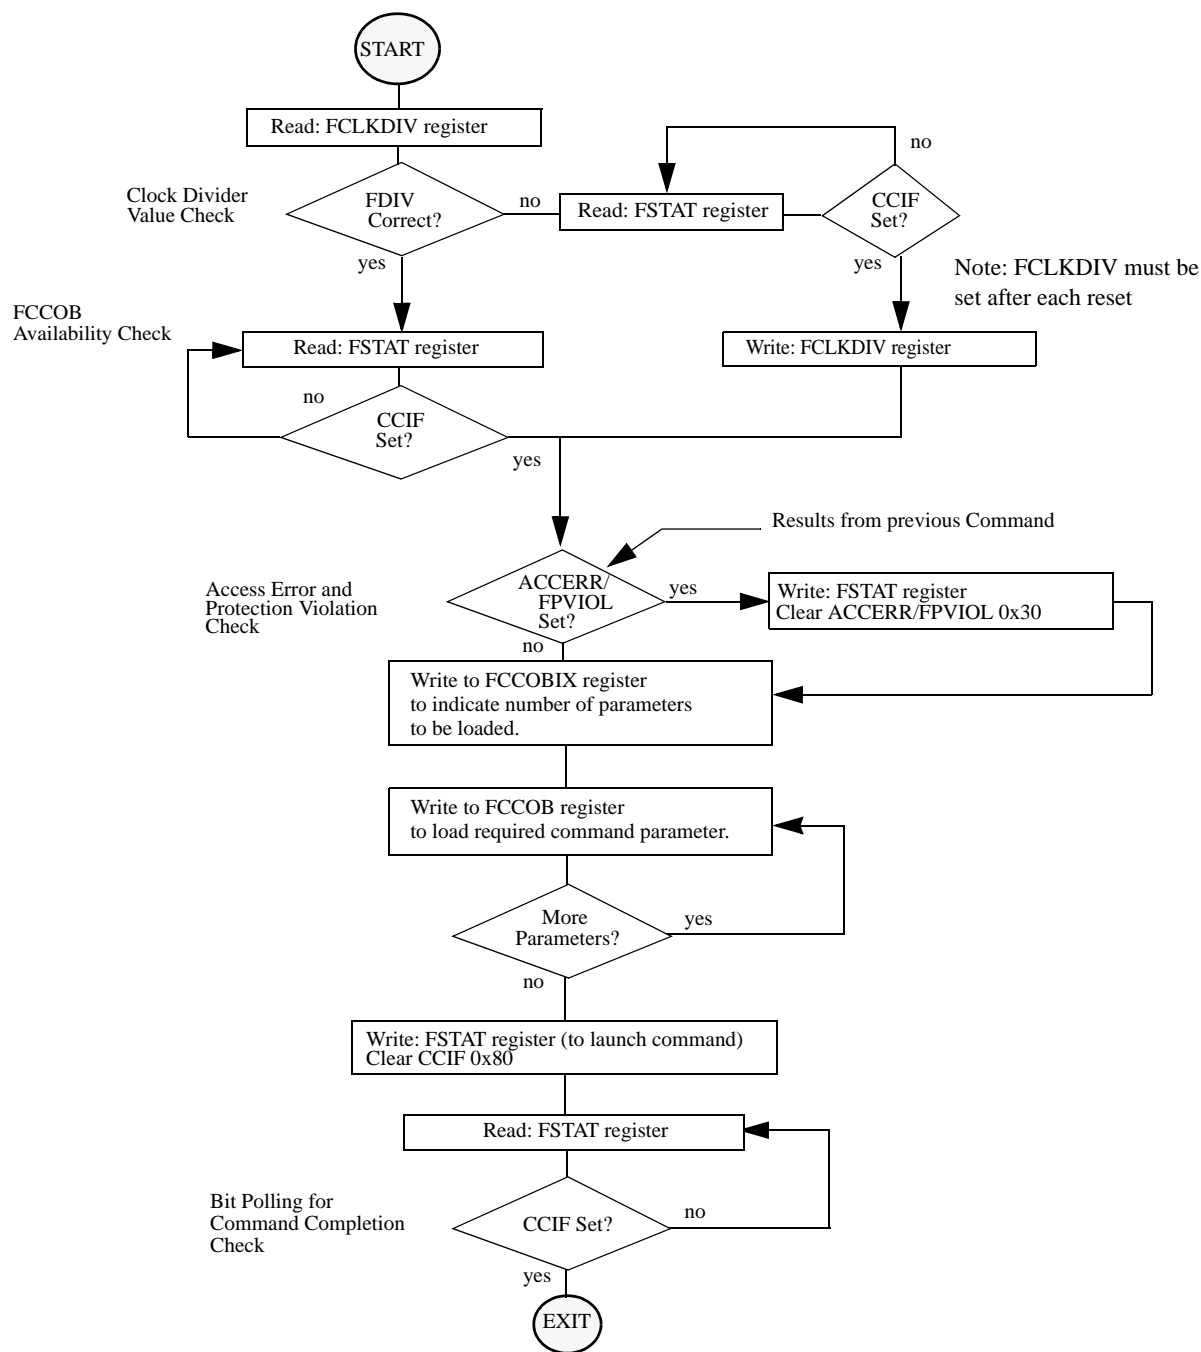 START
Read: FCLKDIV register
no
Clock Divider
Value Check
FDIV
Correct?
no
Read: FSTAT register
CCIF
Set?
yes
yes
Note: FCLKDIV must be
set after each reset
FCCOB
Availability Check
Read: FSTAT register
Write: FCLKDIV register
no
CCIF
Set?
yes
Results from previous Command
Access Error and
Protection Violation
Check
ACCERR/
FPVIOL
Set?
yes
Write: FSTAT register
Clear ACCERR/FPVIOL 0x30
no
Write to FCCOBIX register
to indicate number of parameters
to be loaded.
Write to FCCOB register
to load required command parameter.
More
Parameters?
yes
no
Write: FSTAT register (to launch command)
Clear CCIF 0x80
Read: FSTAT register
Bit Polling for
Command Completion
Check
CCIF Set?
no
yes
EXIT